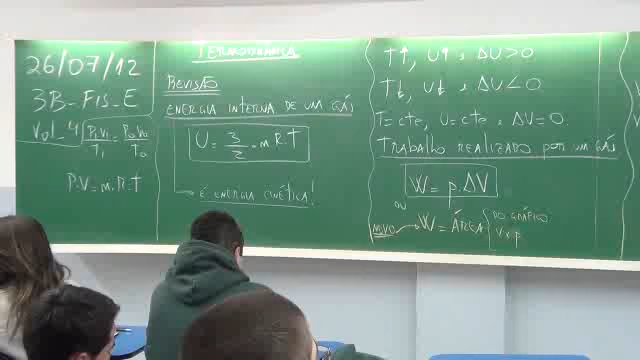 26/07/12
3B-FIS-E
Vol_4
P₁V₁/T₁ = P₀V₀/T₀
P.V = n.R.T
TERMODINÂMICA
REVISÃO
ENERGIA INTERNA DE UM GÁS
U = 3/2 . n.R.T
É ENERGIA CINÉTICA!
T↑, U↑, ΔU>0
T↓, U↓, ΔU<0
T=cte, U=cte, ΔU=0.
TRABALHO REALIZADO POR UM GÁS
W = p.ΔV
OU
W = ÁREA { DO GRÁFICO
V x p